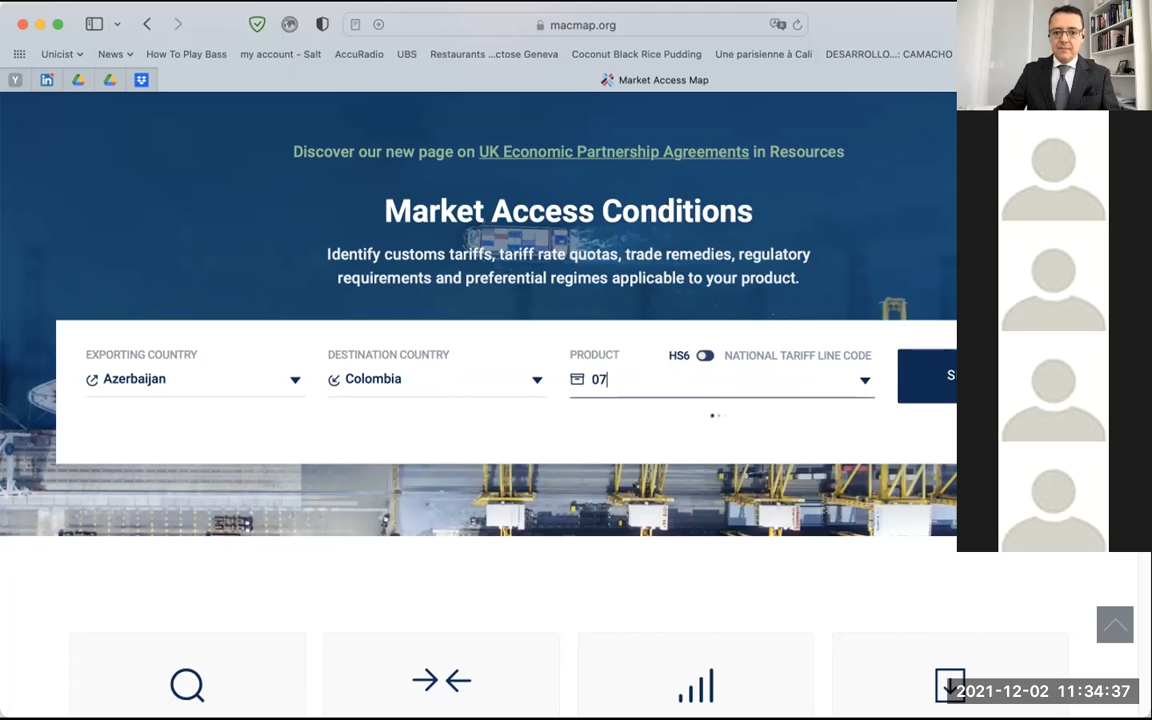 macmap.org
Unicist News How To Play Bass my account - Salt AccuRadio UBS Restaurants ...ctose Geneva Coconut Black Rice Pudding Une parisienne à Cali DESARROLLO...: CAMACHO
Y in Market Access Map
Discover our new page on UK Economic Partnership Agreements in Resources
Market Access Conditions
Identify customs tariffs, tariff rate quotas, trade remedies, regulatory
requirements and preferential regimes applicable to your product.
EXPORTING COUNTRY DESTINATION COUNTRY PRODUCT HS6 NATIONAL TARIFF LINE CODE
Azerbaijan Colombia 07
2021-12-02 11:34:37